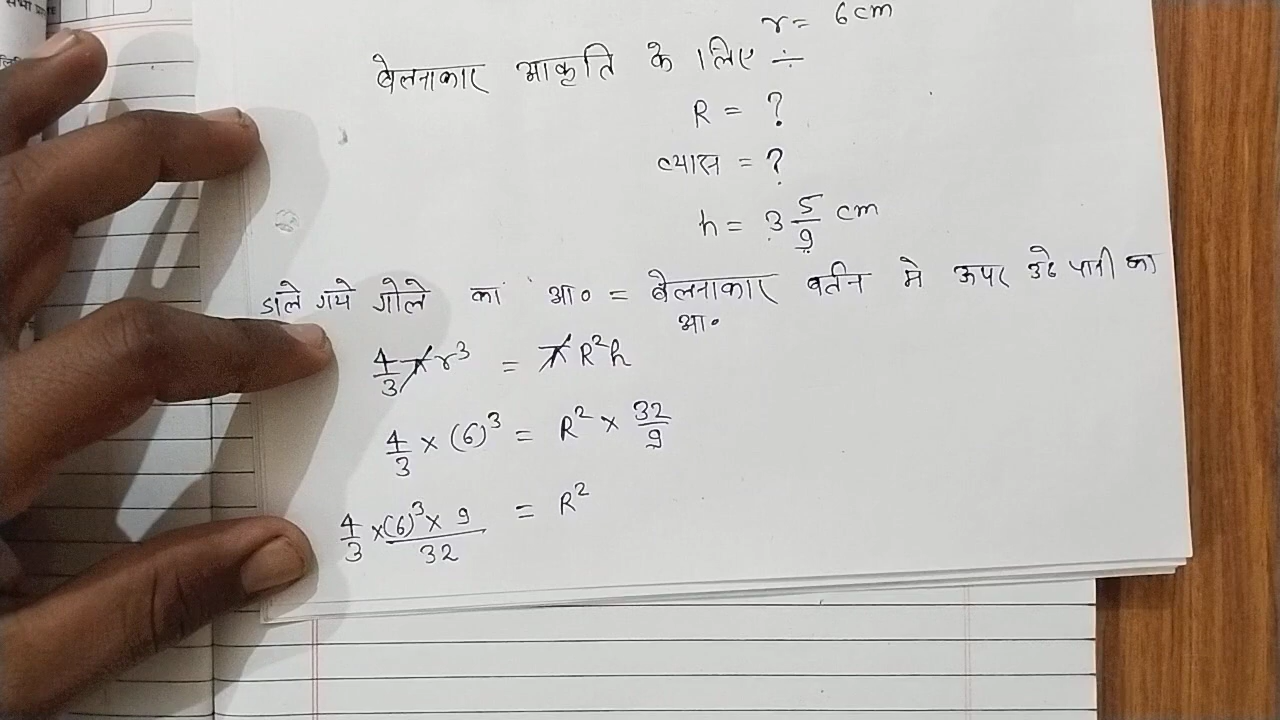 r = 6cm
बेलनाकार आकृति के लिए ÷
R = ?
व्यास = ?
h = 3 5/9 cm
डाले गये गोले का आ० = बेलनाकार बर्तन मे ऊपर उठे पानी का
आ०
4/3 π r³ = π R²h
4/3 × (6)³ = R² × 32/9
4/3 × (6)³ × 9/32 = R²